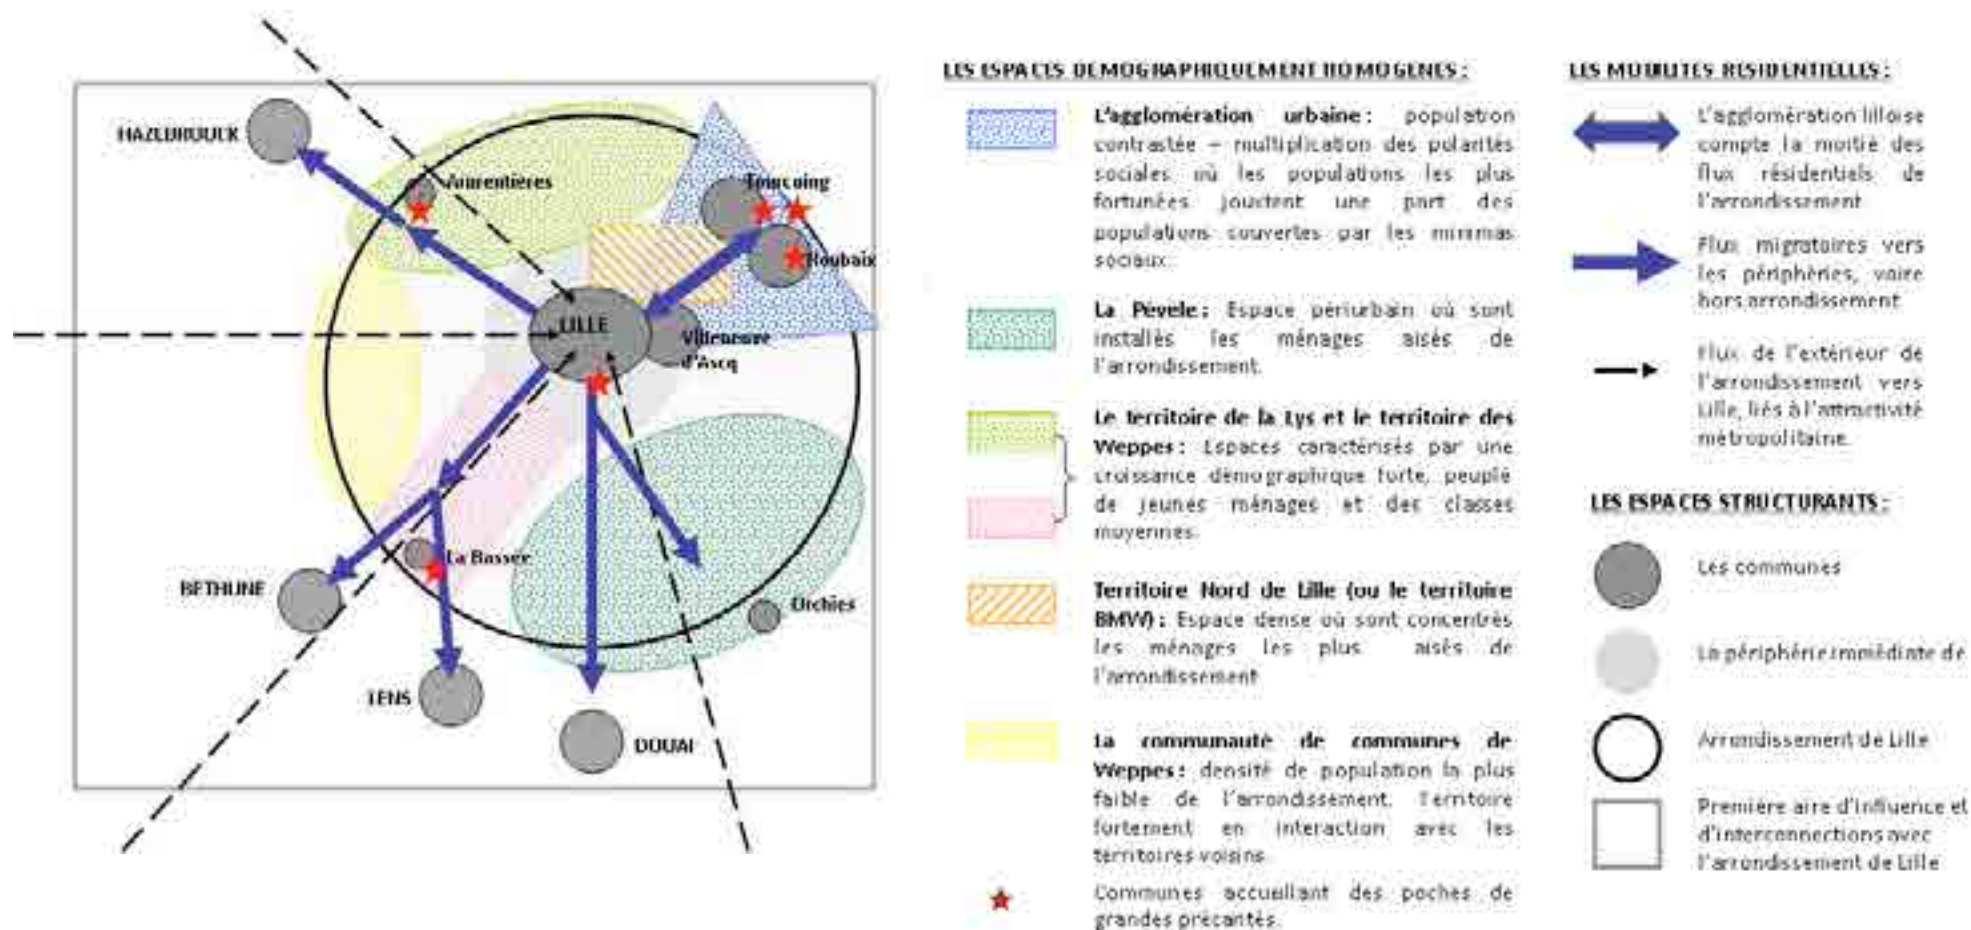 HAZEBROUCK
Armentières
Tourcoing
Roubaix
LILLE
Villeneuve
d'Ascq
La Bassée
BETHUNE
Orchies
LENS
DOUAI
LES ESPACES DEMOGRAPHIQUEMENT HOMOGENES :
L'agglomération urbaine : population
contrastée – multiplication des polarités
sociales où les populations les plus
fortunées jouxtent une part des
populations couvertes par les minimas
sociaux.
La Pévele : Espace périurbain où sont
installés les ménages aisés de
l'arrondissement.
Le territoire de la Lys et le territoire des
Weppes : Espaces caractérisés par une
croissance démographique forte, peuplé
de jeunes ménages et des classes
moyennes.
Territoire Nord de Lille (ou le territoire
BMW) : Espace dense où sont concentrés
les ménages les plus aisés de
l'arrondissement
La communauté de communes de
Weppes : densité de population la plus
faible de l'arrondissement. Territoire
fortement en interaction avec les
territoires voisins.
Communes accueillant des poches de
grandes précarités.
LES MOBILITES RESIDENTIELLES :
L'agglomération lilloise
compte la moitié des
flux résidentiels de
l'arrondissement
Flux migratoires vers
les périphéries, voire
hors arrondissement
Flux de l'extérieur de
l'arrondissement vers
Lille, liés à l'attractivité
métropolitaine.
LES ESPACES STRUCTURANTS :
Les communes
La périphérie immédiate de
Arrondissement de Lille
Première aire d'influence et
d'interconnections avec
l'arrondissement de Lille